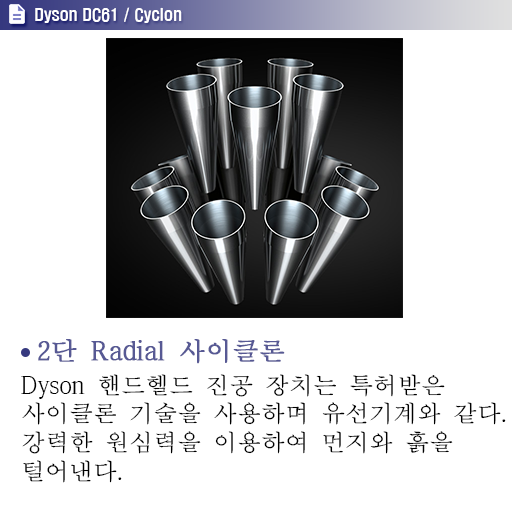 Dyson DC61 / Cyclon
• 2단 Radial 사이클론
Dyson 핸드헬드 진공 장치는 특허받은
사이클론 기술을 사용하며 유선기계와 같다.
강력한 원심력을 이용하여 먼지와 흙을
털어낸다.